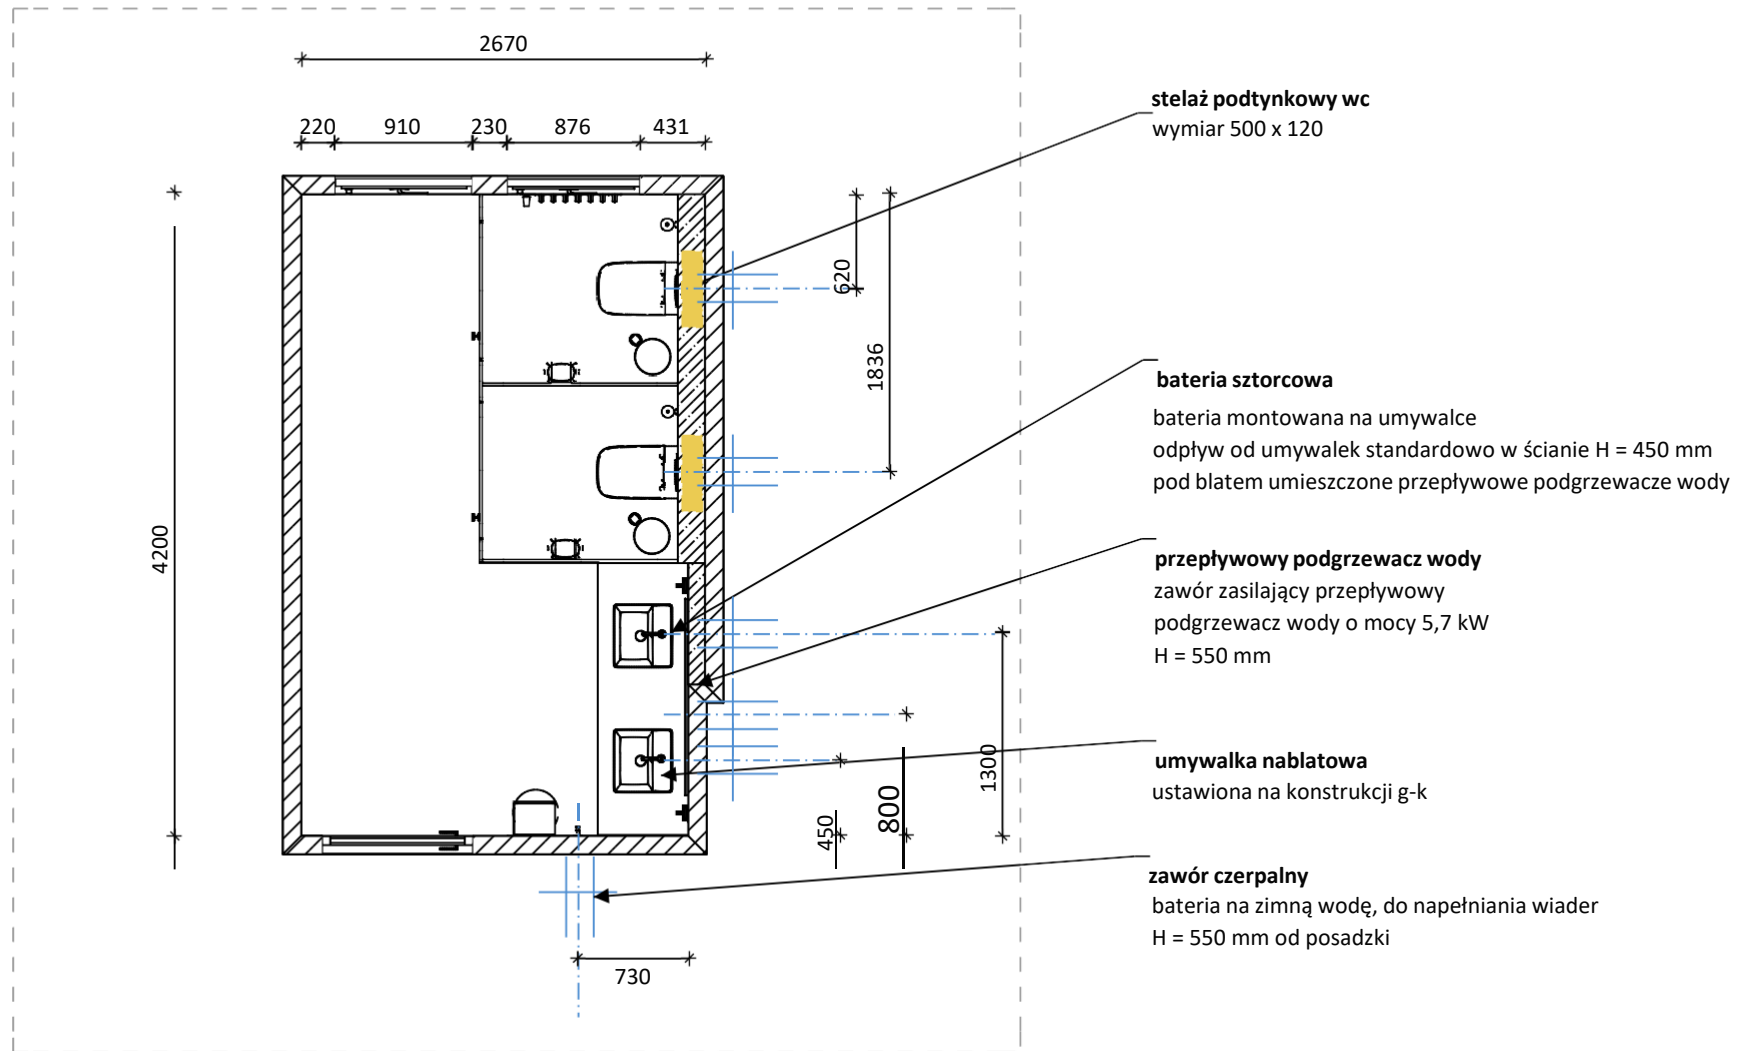 2670
220 910 230 876 431
stelaż podtynkowy wc
wymiar 500 x 120
620
1836
bateria sztorcowa
bateria montowana na umywalce
odpływ od umywalek standardowo w ścianie H = 450 mm
pod blatem umieszczone przepływowe podgrzewacze wody
4200
przepływowy podgrzewacz wody
zawór zasilający przepływowy
podgrzewacz wody o mocy 5,7 kW
H = 550 mm
1300
umywalka nablatowa
ustawiona na konstrukcji g-k
800
450
zawór czerpalny
bateria na zimną wodę, do napełniania wiader
H = 550 mm od posadzki
730